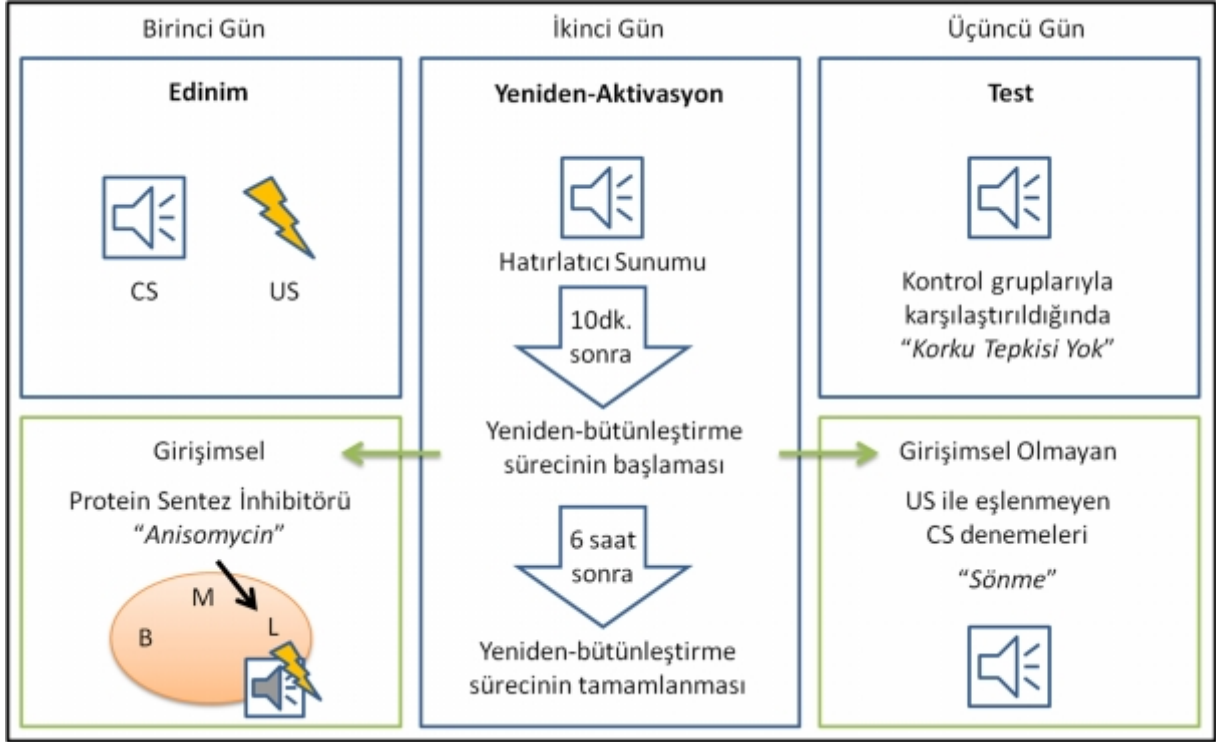 Birinci Gün
Edinim
CS
US
Girişimsel
Protein Sentez İnhibitörü
“Anisomycin”
M
B
L
İkinci Gün
Yeniden-Aktivasyon
Hatırlatıcı Sunumu
10dk.
sonra
Yeniden-bütünleştirme
sürecinin başlaması
6 saat
sonra
Yeniden-bütünleştirme
sürecinin tamamlanması
Üçüncü Gün
Test
Kontrol gruplarıyla
karşılaştırıldığında
“Korku Tepkisi Yok”
Girişimsel Olmayan
US ile eşlenmeyen
CS denemeleri
“Sönme”